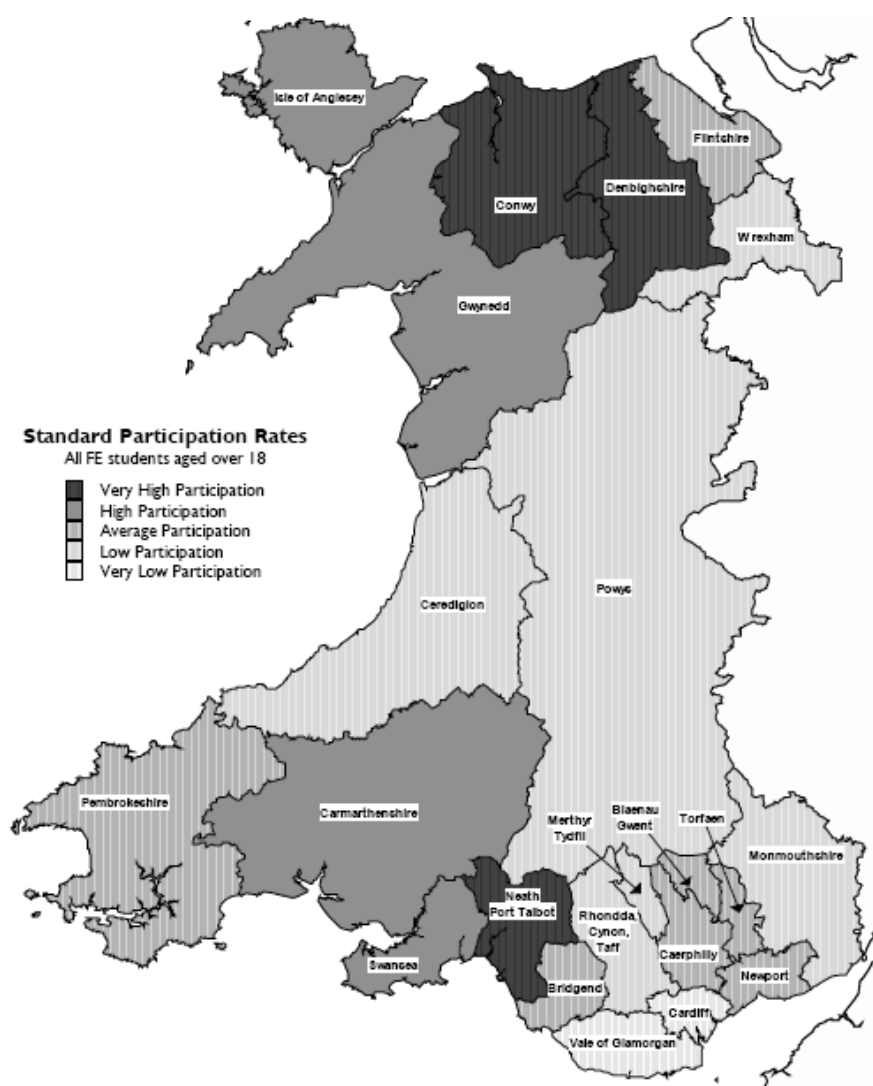 Isle of Anglesey
Flintshire
Denbighshire
Conwy
Wrexham
Gwynedd
Standard Participation Rates
All FE students aged over 18
Very High Participation
High Participation
Average Participation
Low Participation
Very Low Participation
Powys
Ceredigion
Pembrokeshire
Carmarthenshire
Merthyr
Tydfil
Blaenau
Gwent
Torfaen
Monmouthshire
Neath
Port Talbot
Rhondda,
Cynon,
Taff
Caerphilly
Swansea
Bridgend
Newport
Cardiff
Vale of Glamorgan